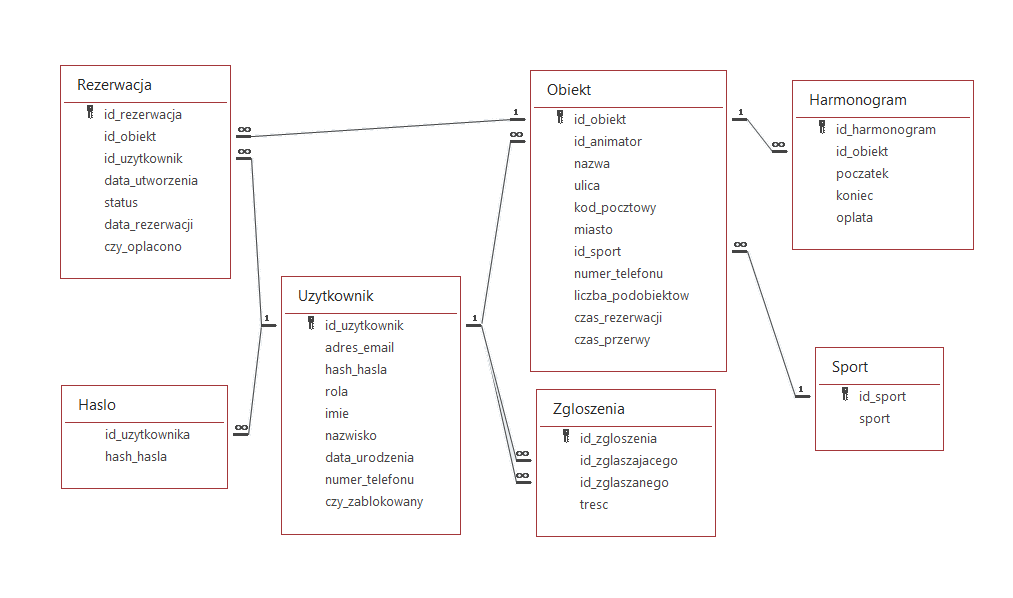 Rezerwacja
id_rezerwacja
id_obiekt
id_uzytkownik
data_utworzenia
status
data_rezerwacji
czy_oplacono
∞
∞
1
∞
Obiekt
id_obiekt
id_animator
nazwa
ulica
kod_pocztowy
miasto
id_sport
numer_telefonu
liczba_podobiektow
czas_rezerwacji
czas_przerwy
1
∞
∞
Harmonogram
id_harmonogram
id_obiekt
poczatek
koniec
oplata
Uzytkownik
id_uzytkownik
adres_email
hash_hasla
rola
imie
nazwisko
data_urodzenia
numer_telefonu
czy_zablokowany
1
1
Haslo
id_uzytkownika
hash_hasla
∞
Zgloszenia
id_zgloszenia
id_zglaszajacego
id_zglaszanego
tresc
∞
∞
1
Sport
id_sport
sport